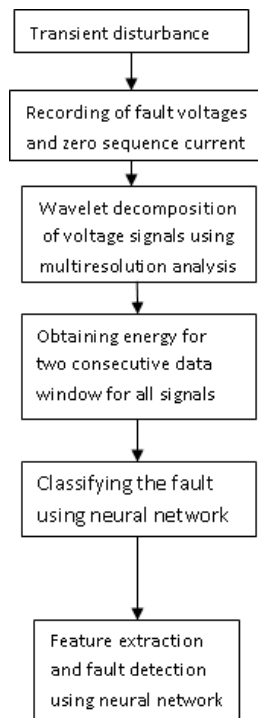 Transient disturbance
Recording of fault voltages
and zero sequence current
Wavelet decomposition
of voltage signals using
multiresolution analysis
Obtaining energy for
two consecutive data
window for all signals
Classifying the fault
using neural network
Feature extraction
and fault detection
using neural network